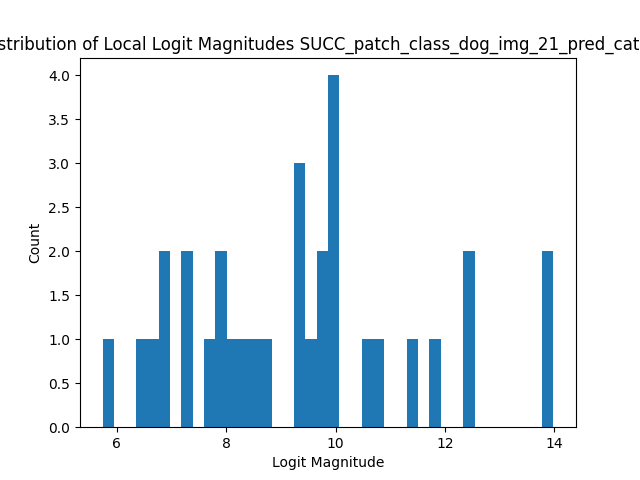 stribution of Local Logit Magnitudes SUCC_patch_class_dog_img_21_pred_cat
4.0
3.5
3.0
2.5
2.0
1.5
1.0
0.5
0.0
Count
6 8 10 12 14
Logit Magnitude